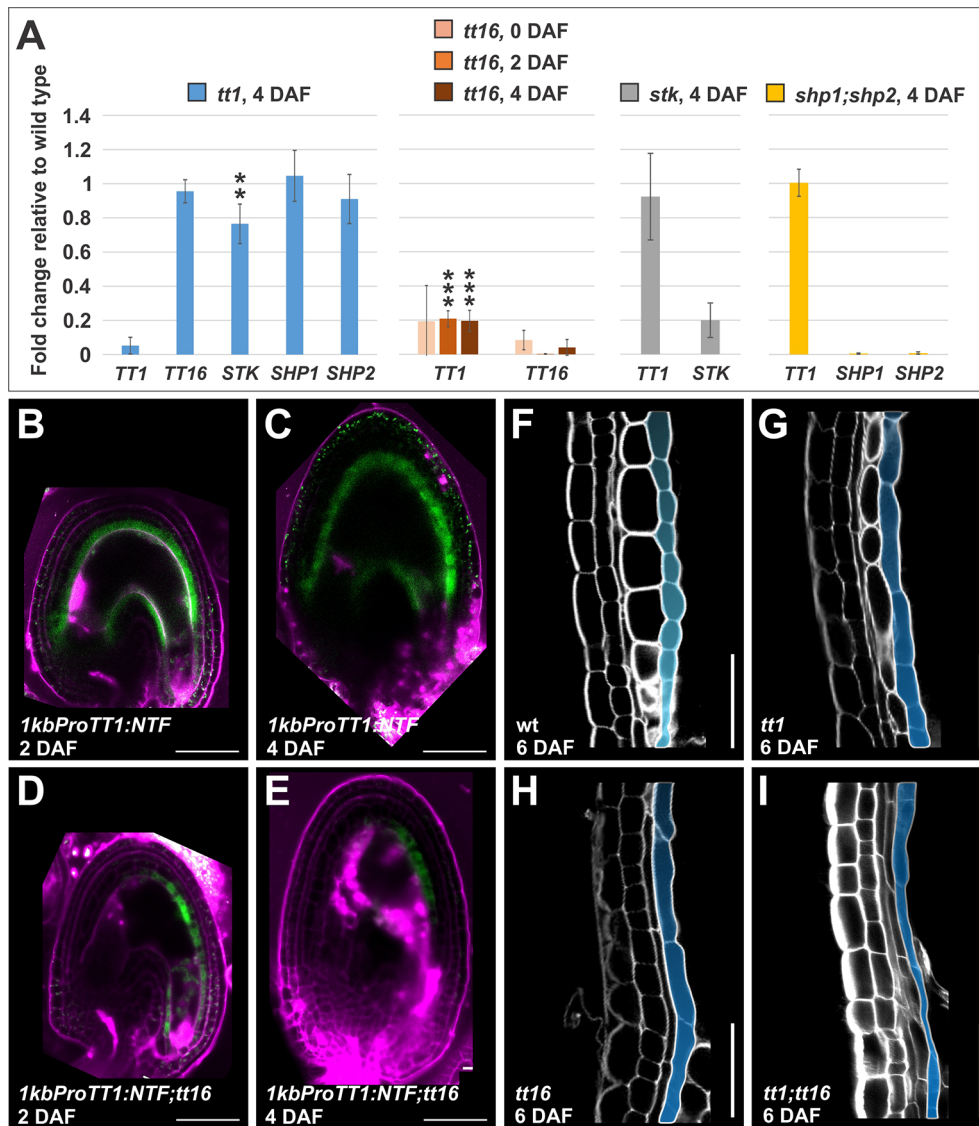 A
tt16, 0 DAF
tt16, 2 DAF
tt1, 4 DAF
tt16, 4 DAF
stk, 4 DAF
shp1;shp2, 4 DAF
Fold change relative to wild type
1.4
1.2
1
0.8
0.6
0.4
0.2
0
**
***
***
TT1 TT16 STK SHP1 SHP2
TT1 TT16
TT1 STK
TT1 SHP1 SHP2
B
1kbProTT1:NTF
2 DAF
C
1kbProTT1:NTF
4 DAF
F
wt
6 DAF
G
tt1
6 DAF
D
1kbProTT1:NTF;tt16
2 DAF
E
1kbProTT1:NTF;tt16
4 DAF
H
tt16
6 DAF
I
tt1;tt16
6 DAF